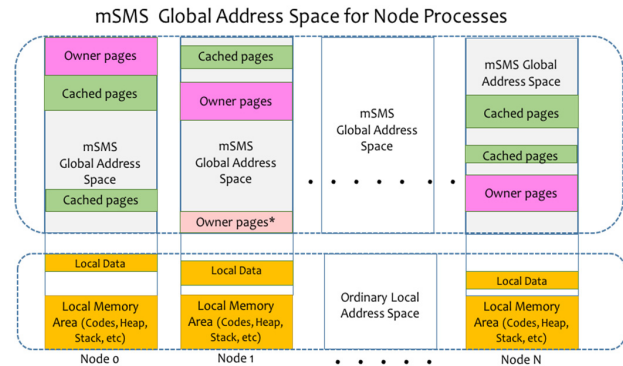 mSMS Global Address Space for Node Processes
Owner pages
Cached pages
mSMS
Global Address
Space
Cached pages
Cached pages
Owner pages
mSMS
Global Address
Space
Owner pages*
mSMS
Global Address
Space
mSMS Global
Address Space
Cached pages
Cached pages
Owner pages
Local Data
Local Memory
Area (Codes, Heap,
Stack, etc)
Node 0
Local Data
Local Memory
Area (Codes, Heap,
Stack, etc)
Node 1
Ordinary Local
Address Space
Local Data
Local Memory
Area (Codes, Heap,
Stack, etc)
Node N